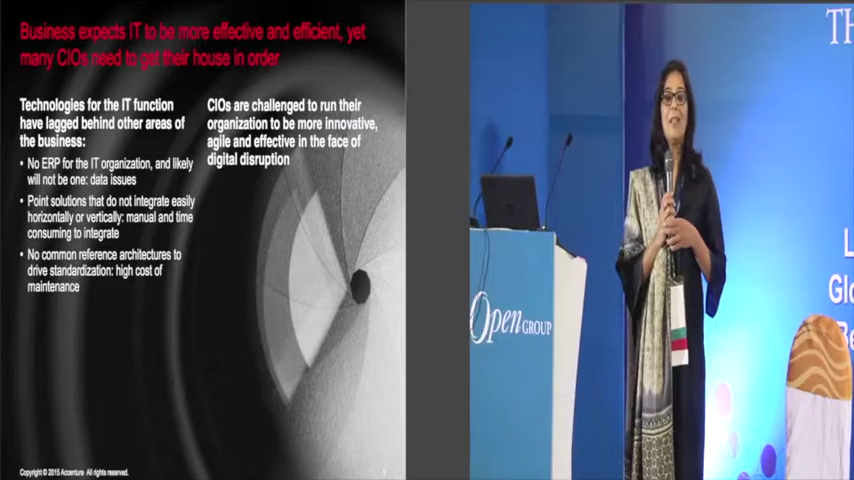 Business expects IT to be more effective and efficient, yet
many CIOs need to get their house in order
Technologies for the IT function
have lagged behind other areas of
the business:
• No ERP for the IT organization, and likely
will not be one: data issues
• Point solutions that do not integrate easily
horizontally or vertically: manual and time
consuming to integrate
• No common reference architectures to
drive standardization: high cost of
maintenance
CIOs are challenged to run their
organization to be more innovative,
agile and effective in the face of
digital disruption
Copyright © 2015 Accenture All rights reserved.
3
Open GROUP
TH
L
Glo
Be